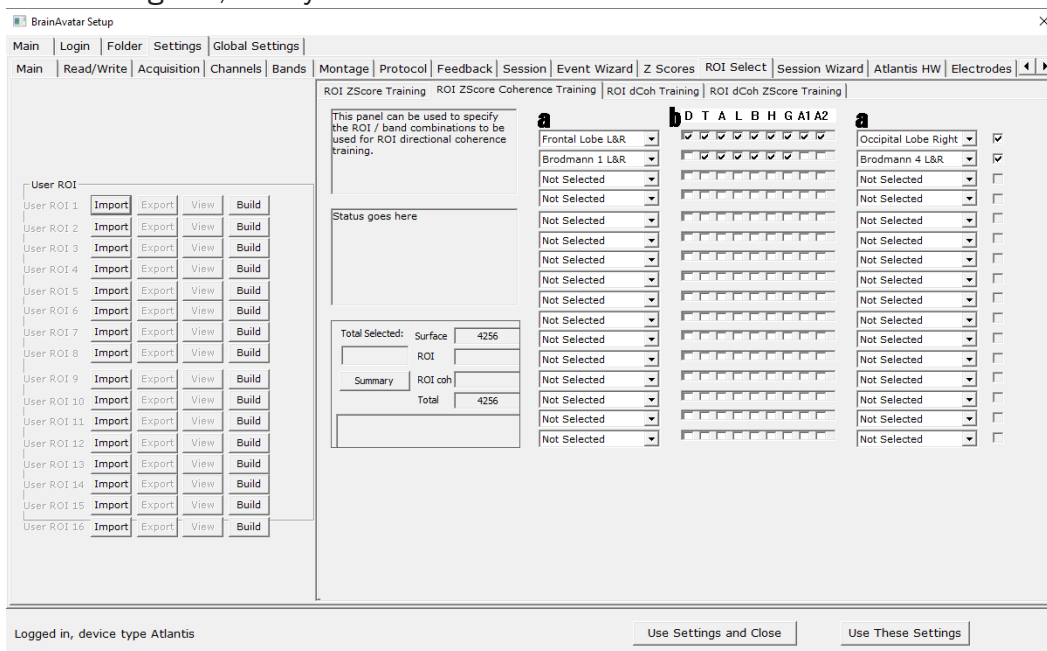 BrainAvatar Setup
Main Login Folder Settings Global Settings
Main Read/Write Acquisition Channels Bands Montage Protocol Feedback Session Event Wizard Z Scores ROI Select Session Wizard Atlantis HW Electrodes
ROI ZScore Training ROI ZScore Coherence Training ROI dCoh Training ROI dCoh ZScore Training
This panel can be used to specify
the ROI / band combinations to be
used for ROI directional coherence
training.
a
b D T A L B H G A1 A2
a
Frontal Lobe L&R Occipital Lobe Right
Brodmann 1 L&R Brodmann 4 L&R
Not Selected Not Selected
Not Selected Not Selected
Not Selected Not Selected
Not Selected Not Selected
Not Selected Not Selected
Not Selected Not Selected
Not Selected Not Selected
Not Selected Not Selected
Not Selected Not Selected
Not Selected Not Selected
Not Selected Not Selected
Not Selected Not Selected
Not Selected Not Selected
Not Selected Not Selected
User ROI
User ROI 1 Import Export View Build
User ROI 2 Import Export View Build
User ROI 3 Import Export View Build
User ROI 4 Import Export View Build
User ROI 5 Import Export View Build
User ROI 6 Import Export View Build
User ROI 7 Import Export View Build
User ROI 8 Import Export View Build
User ROI 9 Import Export View Build
User ROI 10 Import Export View Build
User ROI 11 Import Export View Build
User ROI 12 Import Export View Build
User ROI 13 Import Export View Build
User ROI 14 Import Export View Build
User ROI 15 Import Export View Build
User ROI 16 Import Export View Build
Status goes here
Total Selected: Surface 4256
ROI
Summary ROI coh
Total 4256
Logged in, device type Atlantis
Use Settings and Close Use These Settings